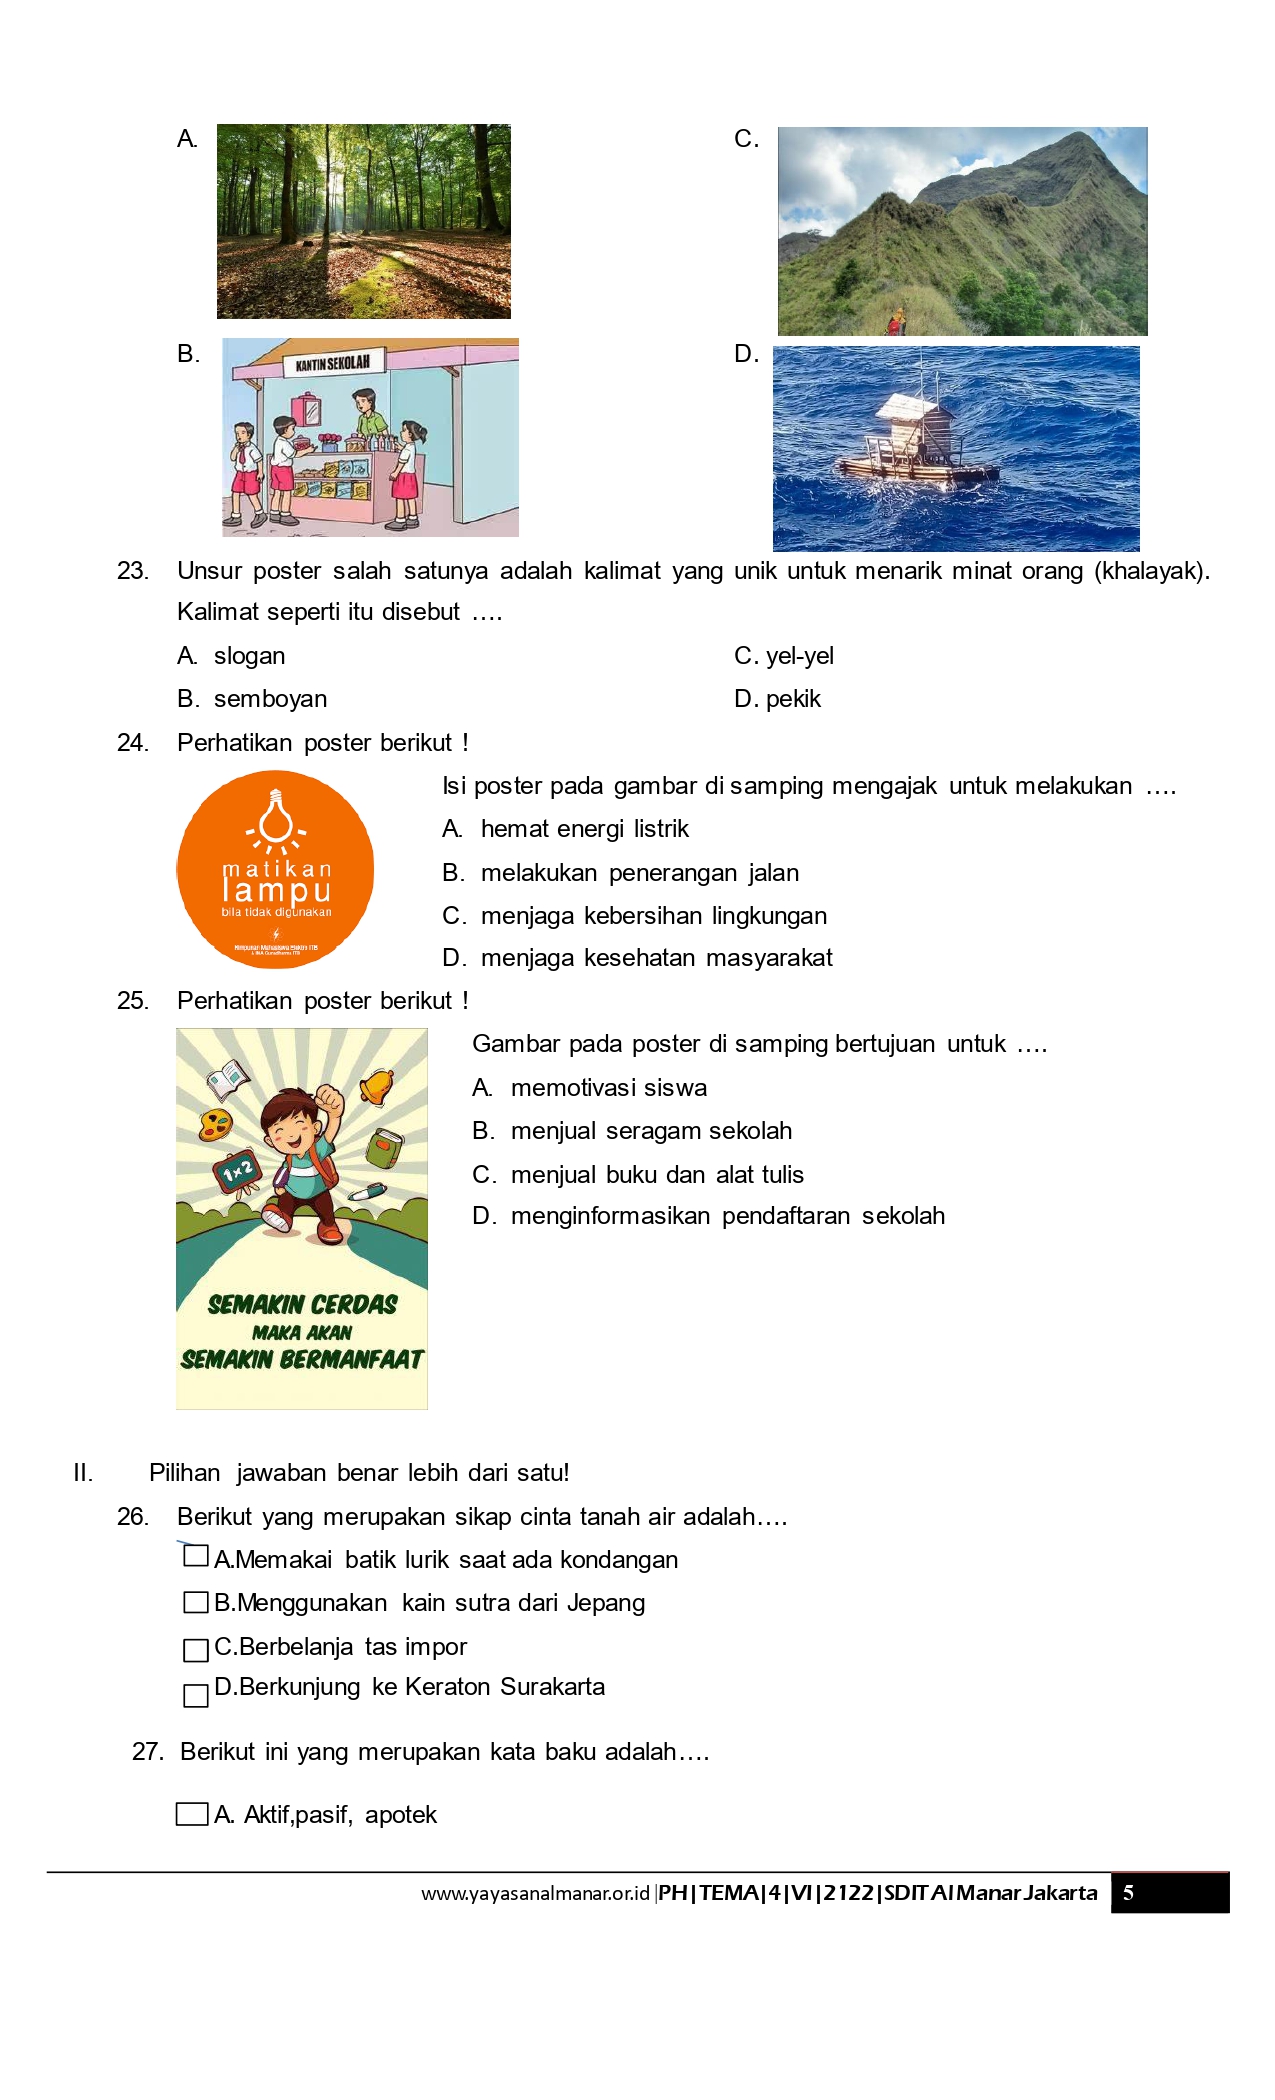 A.
C.
B.
KANTIN SEKOLAH
D.
23. Unsur poster salah satunya adalah kalimat yang unik untuk menarik minat orang (khalayak).
Kalimat seperti itu disebut ....
A. slogan
C. yel-yel
B. semboyan
D. pekik
24. Perhatikan poster berikut !
matikan
lampu
bila tidak digunakan
Himpunan Mahasiswa Elektro ITB
Isi poster pada gambar di samping mengajak untuk melakukan ....
A. hemat energi listrik
B. melakukan penerangan jalan
C. menjaga kebersihan lingkungan
D. menjaga kesehatan masyarakat
25. Perhatikan poster berikut !
1x2
SEMAKIN CERDAS
MAKA AKAN
SEMAKIN BERMANFAAT
Gambar pada poster di samping bertujuan untuk ....
A. memotivasi siswa
B. menjual seragam sekolah
C. menjual buku dan alat tulis
D. menginformasikan pendaftaran sekolah
II. Pilihan jawaban benar lebih dari satu!
26. Berikut yang merupakan sikap cinta tanah air adalah....
A.Memakai batik lurik saat ada kondangan
B.Menggunakan kain sutra dari Jepang
C.Berbelanja tas impor
D.Berkunjung ke Keraton Surakarta
27. Berikut ini yang merupakan kata baku adalah....
A. Aktif,pasif, apotek
www.yayasanalmanar.or.id |PH|TEMA|4|VI|2122|SDIT Al Manar Jakarta 5